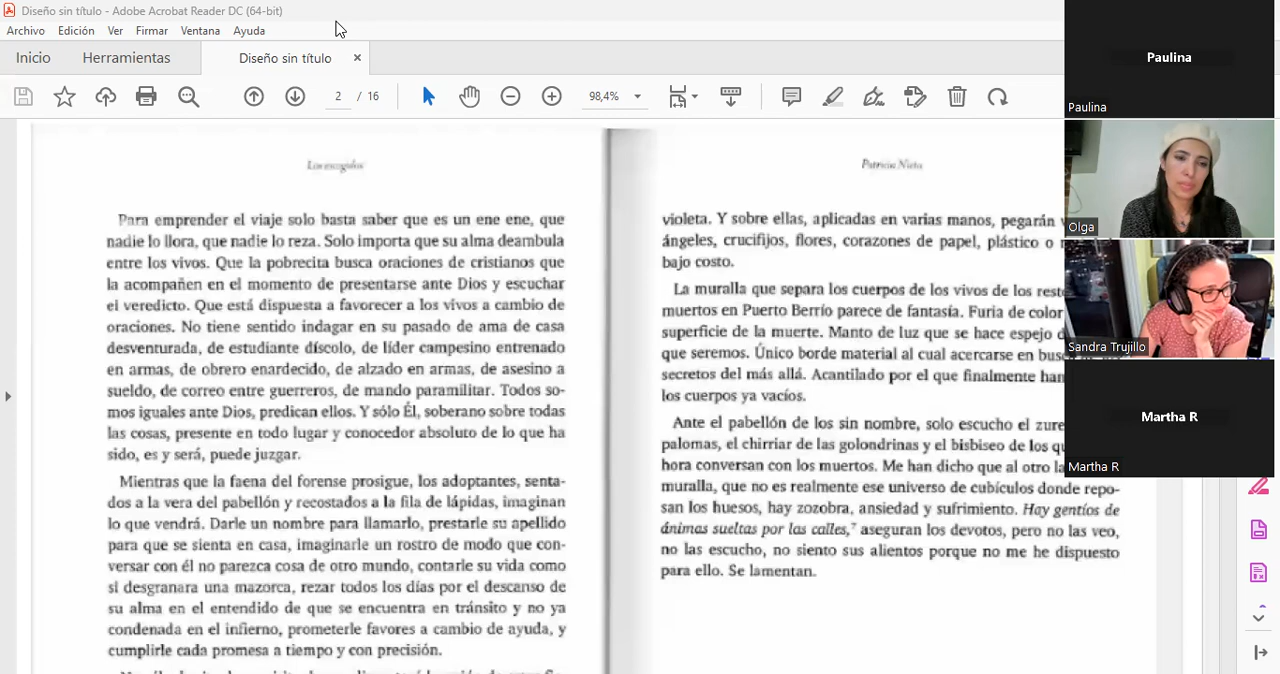 Diseño sin título - Adobe Acrobat Reader DC (64-bit)
Archivo Edición Ver Firmar Ventana Ayuda
Inicio Herramientas Diseño sin título ×
2 / 16 98,4%
Los escogidos
Para emprender el viaje solo basta saber que es un ene ene, que
nadie lo llora, que nadie lo reza. Solo importa que su alma deambula
entre los vivos. Que la pobrecita busca oraciones de cristianos que
la acompañen en el momento de presentarse ante Dios y escuchar
el veredicto. Que está dispuesta a favorecer a los vivos a cambio de
oraciones. No tiene sentido indagar en su pasado de ama de casa
desventurada, de estudiante díscolo, de líder campesino entrenado
en armas, de obrero enardecido, de alzado en armas, de asesino a
sueldo, de correo entre guerreros, de mando paramilitar. Todos so-
mos iguales ante Dios, predican ellos. Y sólo Él, soberano sobre todas
las cosas, presente en todo lugar y conocedor absoluto de lo que ha
sido, es y será, puede juzgar.
Mientras que la faena del forense prosigue, los adoptantes, senta-
dos a la vera del pabellón y recostados a la fila de lápidas, imaginan
lo que vendrá. Darle un nombre para llamarlo, prestarle su apellido
para que se sienta en casa, imaginarle un rostro de modo que con-
versar con él no parezca cosa de otro mundo, contarle su vida como
si desgranara una mazorca, rezar todos los días por el descanso de
su alma en el entendido de que se encuentra en tránsito y no ya
condenada en el infierno, prometerle favores a cambio de ayuda, y
cumplirle cada promesa a tiempo y con precisión.
Patricia Nieto
violeta. Y sobre ellas, aplicadas en varias manos, pegarán
ángeles, crucifijos, flores, corazones de papel, plástico o
bajo costo.
La muralla que separa los cuerpos de los vivos de los
muertos en Puerto Berrío parece de fantasía. Furia de color
superficie de la muerte. Manto de luz que se hace espejo
que seremos. Único borde material al cual acercarse en
secretos del más allá. Acantilado por el que finalmente
los cuerpos ya vacíos.
Ante el pabellón de los sin nombre, solo escucho el
palomas, el chirriar de las golondrinas y el bisbiseo de los
hora conversan con los muertos. Me han dicho que al otro
muralla, que no es realmente ese universo de cubículos donde repo-
san los huesos, hay zozobra, ansiedad y sufrimiento. Hay gentíos de
ánimas sueltas por las calles,⁷ aseguran los devotos, pero no las veo,
no las escucho, no siento sus alientos porque no me he dispuesto
para ello. Se lamentan.
Paulina
Paulina
Olga
Sandra Trujillo
Martha R
Martha R